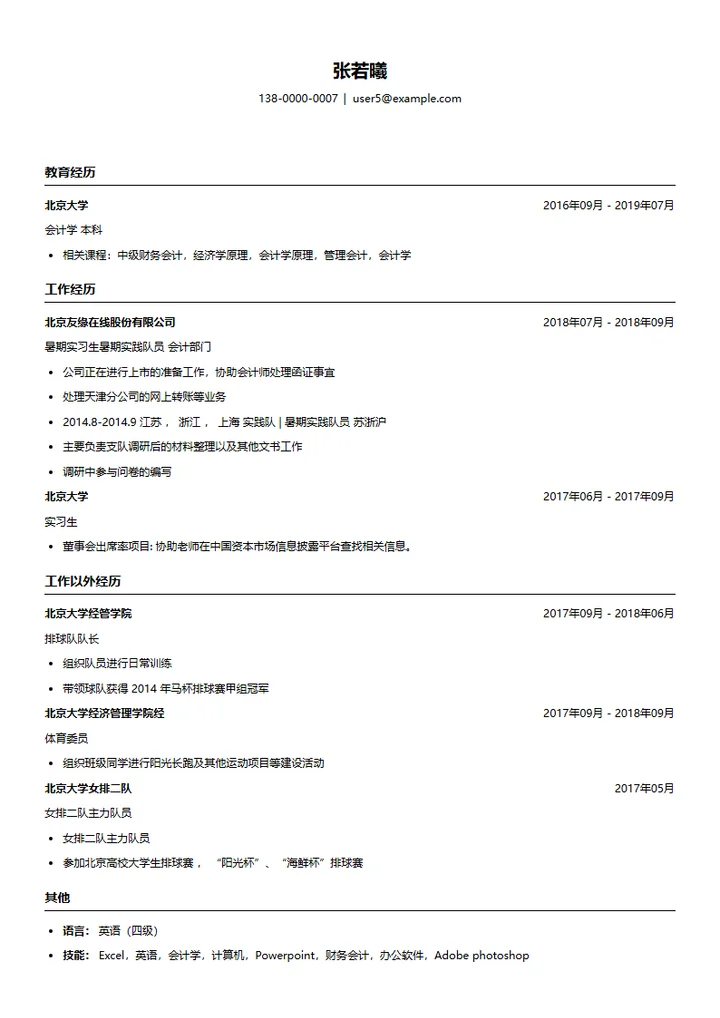 张若曦
138-0000-0007 | user5@example.com
教育经历
北京大学 2016年09月 - 2019年07月
会计学 本科
• 相关课程：中级财务会计，经济学原理，会计学原理，管理会计，会计学
工作经历
北京友缘在线股份有限公司 2018年07月 - 2018年09月
暑期实习生暑期实践队员 会计部门
• 公司正在进行上市的准备工作，协助会计师处理函证事宜
• 处理天津分公司的网上转账等业务
• 2014.8-2014.9 江苏 ， 浙江 ， 上海 实践队 | 暑期实践队员 苏浙沪
• 主要负责支队调研后的材料整理以及其他文书工作
• 调研中参与问卷的编写
北京大学 2017年06月 - 2017年09月
实习生
• 董事会出席率项目: 协助老师在中国资本市场信息披露平台查找相关信息。
工作以外经历
北京大学经管学院 2017年09月 - 2018年06月
排球队队长
• 组织队员进行日常训练
• 带领球队获得 2014 年马杯排球赛甲组冠军
北京大学经济管理学院经 2017年09月 - 2018年09月
体育委员
• 组织班级同学进行阳光长跑及其他运动项目等建设活动
北京大学女排二队 2017年05月
女排二队主力队员
• 女排二队主力队员
• 参加北京高校大学生排球赛 ， “阳光杯”、“海鲜杯”排球赛
其他
• 语言： 英语（四级）
• 技能： Excel，英语，会计学，计算机，Powerpoint，财务会计，办公软件，Adobe photoshop